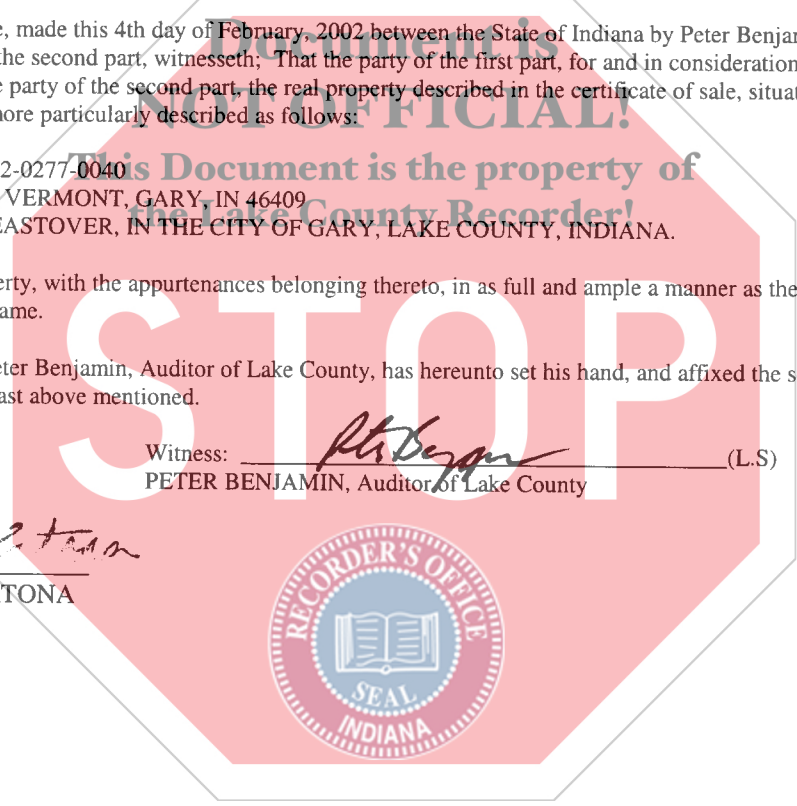 e, made this 4th day of February, 2002 between the State of Indiana by Peter Benjam
Document is
the second part, witnesseth; That the party of the first part, for and in consideration
e party of the second part, the real property described in the certificate of sale, situat
NOT OFFICIAL!
nore particularly described as follows:
This Document is the property of
2-0277-0040
VERMONT, GARY, IN 46409
the Lake County Recorder!
EASTOVER, IN THE CITY OF GARY, LAKE COUNTY, INDIANA.
erty, with the appurtenances belonging thereto, in as full and ample a manner as the
ame.
STOP
eter Benjamin, Auditor of Lake County, has hereunto set his hand, and affixed the s
ast above mentioned.
Witness: (L.S)
PETER BENJAMIN, Auditor of Lake County
TONA
RECORDER'S OFFICE
SEAL
INDIANA